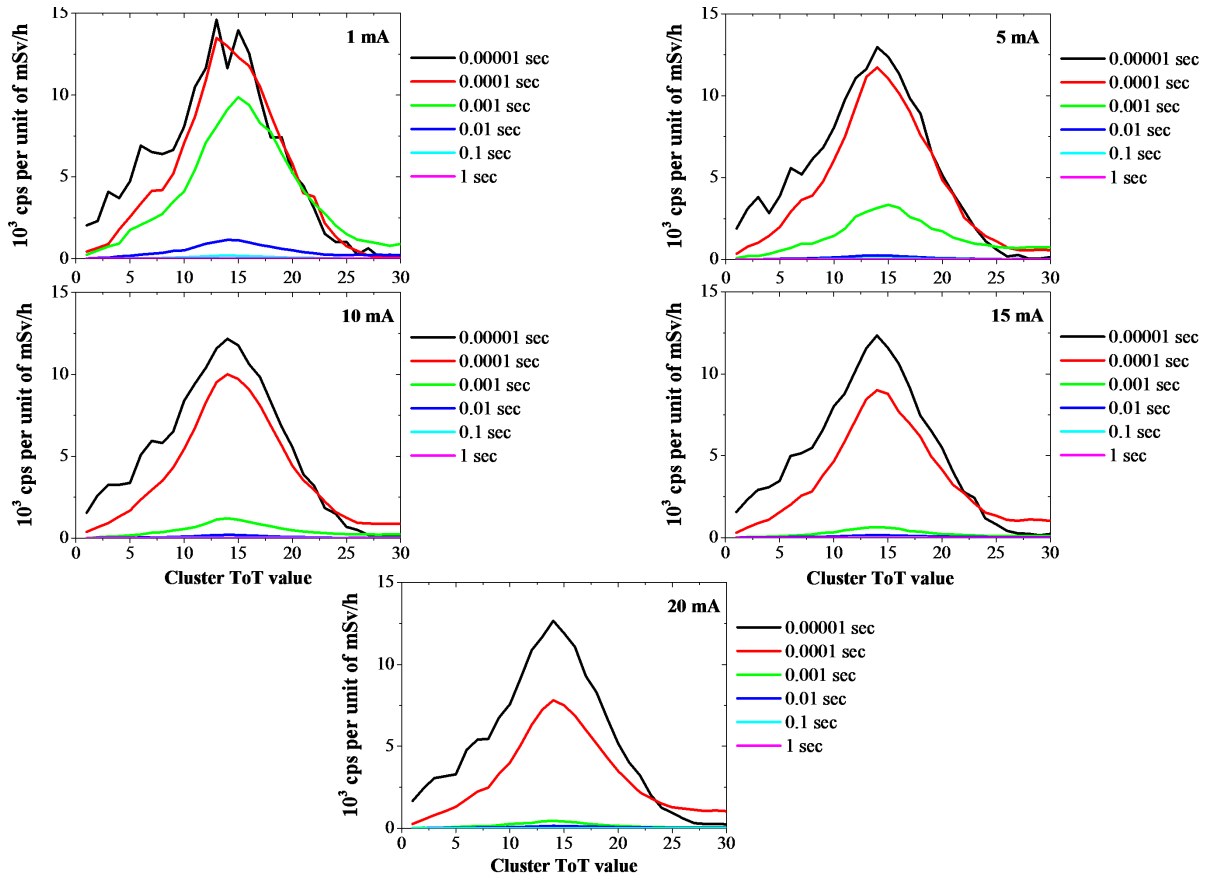 1 mA
15
10
5
0
0 5 10 15 20 25 30
10³ cps per unit of mSv/h
0.00001 sec
0.0001 sec
0.001 sec
0.01 sec
0.1 sec
1 sec
5 mA
15
10
5
0
0 5 10 15 20 25 30
10³ cps per unit of mSv/h
0.00001 sec
0.0001 sec
0.001 sec
0.01 sec
0.1 sec
1 sec
10 mA
15
10
5
0
0 5 10 15 20 25 30
10³ cps per unit of mSv/h
Cluster ToT value
0.00001 sec
0.0001 sec
0.001 sec
0.01 sec
0.1 sec
1 sec
15 mA
15
10
5
0
0 5 10 15 20 25 30
10³ cps per unit of mSv/h
Cluster ToT value
0.00001 sec
0.0001 sec
0.001 sec
0.01 sec
0.1 sec
1 sec
20 mA
15
10
5
0
0 5 10 15 20 25 30
10³ cps per unit of mSv/h
Cluster ToT value
0.00001 sec
0.0001 sec
0.001 sec
0.01 sec
0.1 sec
1 sec